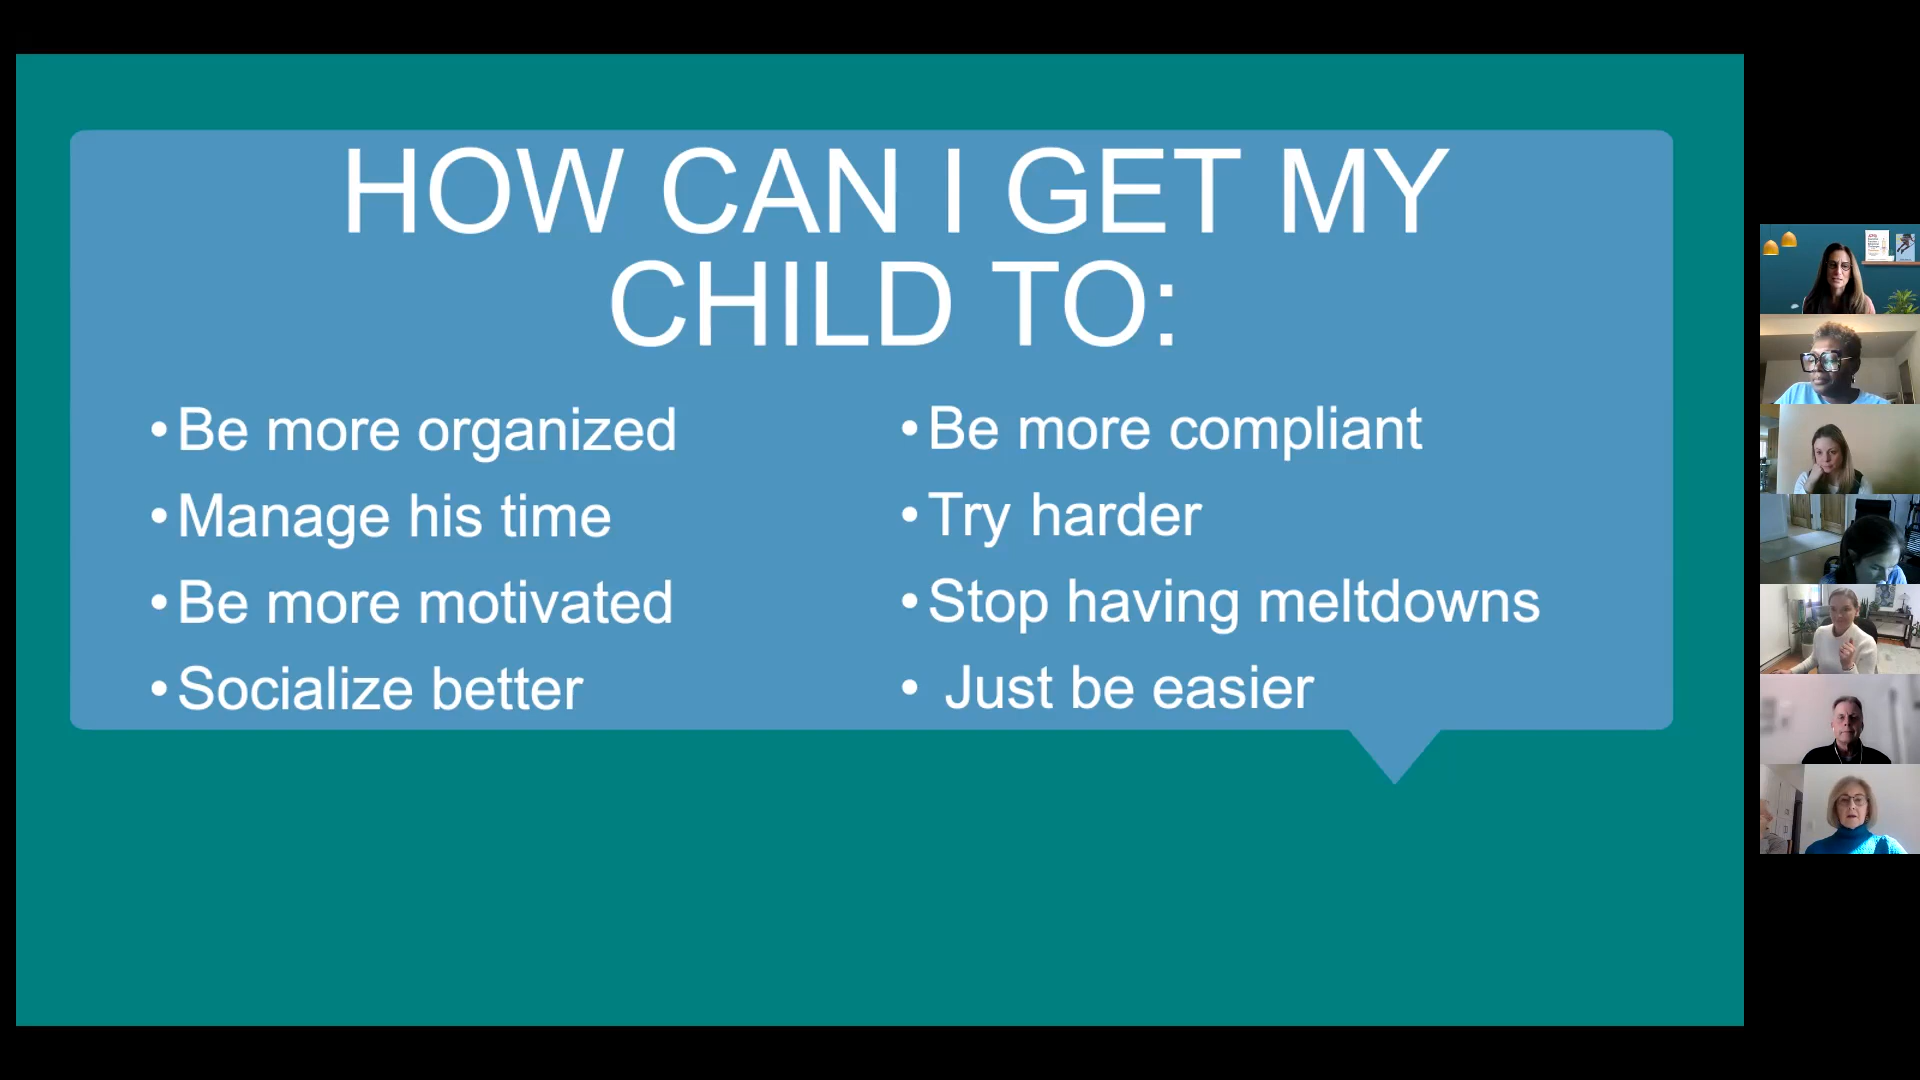 HOW CAN I GET MY
CHILD TO:
•Be more organized
•Manage his time
•Be more motivated
•Socialize better
•Be more compliant
•Try harder
•Stop having meltdowns
• Just be easier